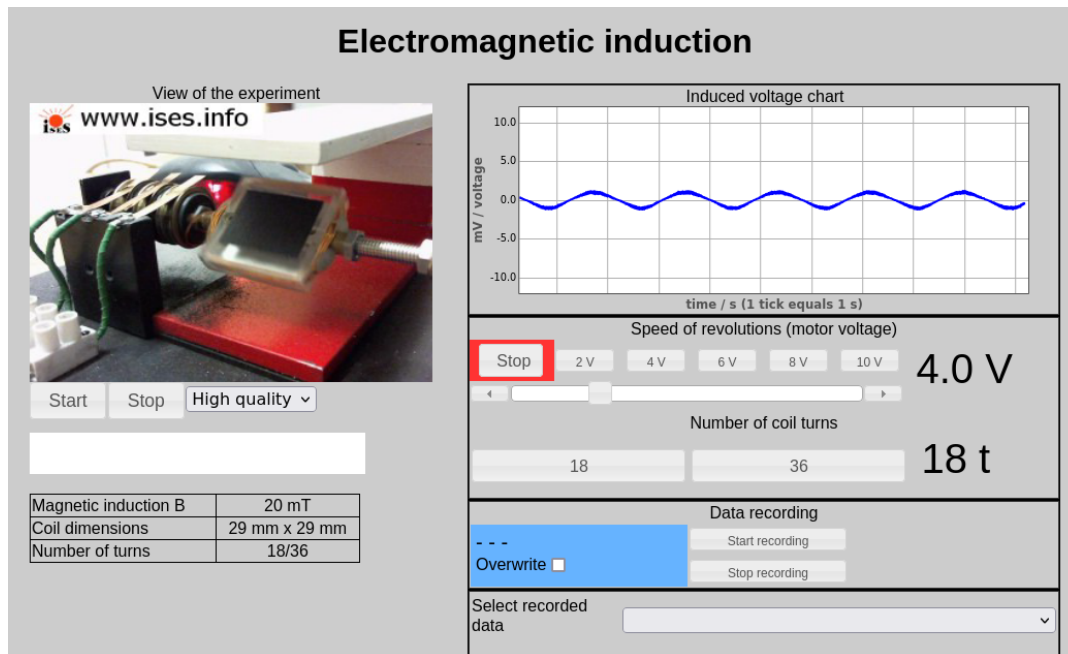 Electromagnetic induction
View of the experiment
ises
www.ises.info
Start
Stop
High quality
Magnetic induction B 20 mT
Coil dimensions 29 mm x 29 mm
Number of turns 18/36
Induced voltage chart
mV / voltage
10.0
5.0
0.0
-5.0
-10.0
time / s (1 tick equals 1 s)
Speed of revolutions (motor voltage)
Stop 2 V 4 V 6 V 8 V 10 V
4.0 V
Number of coil turns
18 36
18 t
Data recording
- - -
Overwrite
Start recording
Stop recording
Select recorded
data